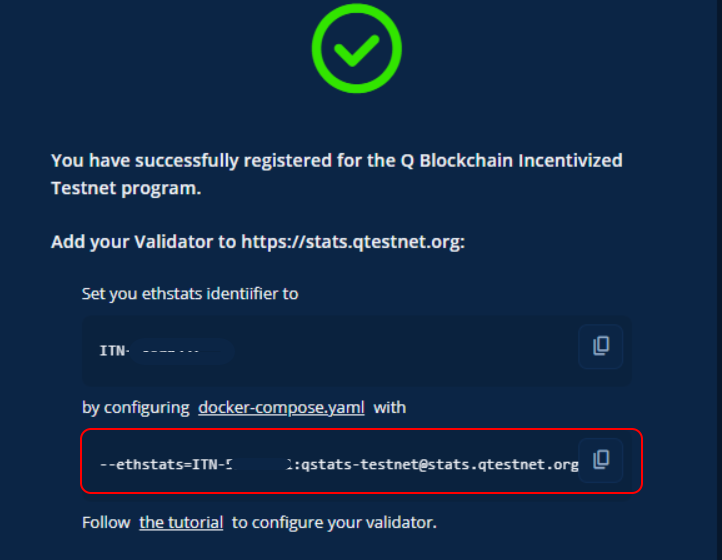 You have successfully registered for the Q Blockchain Incentivized
Testnet program.
Add your Validator to https://stats.qtestnet.org:
Set you ethstats identiifier to
ITN-
by configuring docker-compose.yaml with
--ethstats=ITN-5 :qstats-testnet@stats.qtestnet.org
Follow the tutorial to configure your validator.